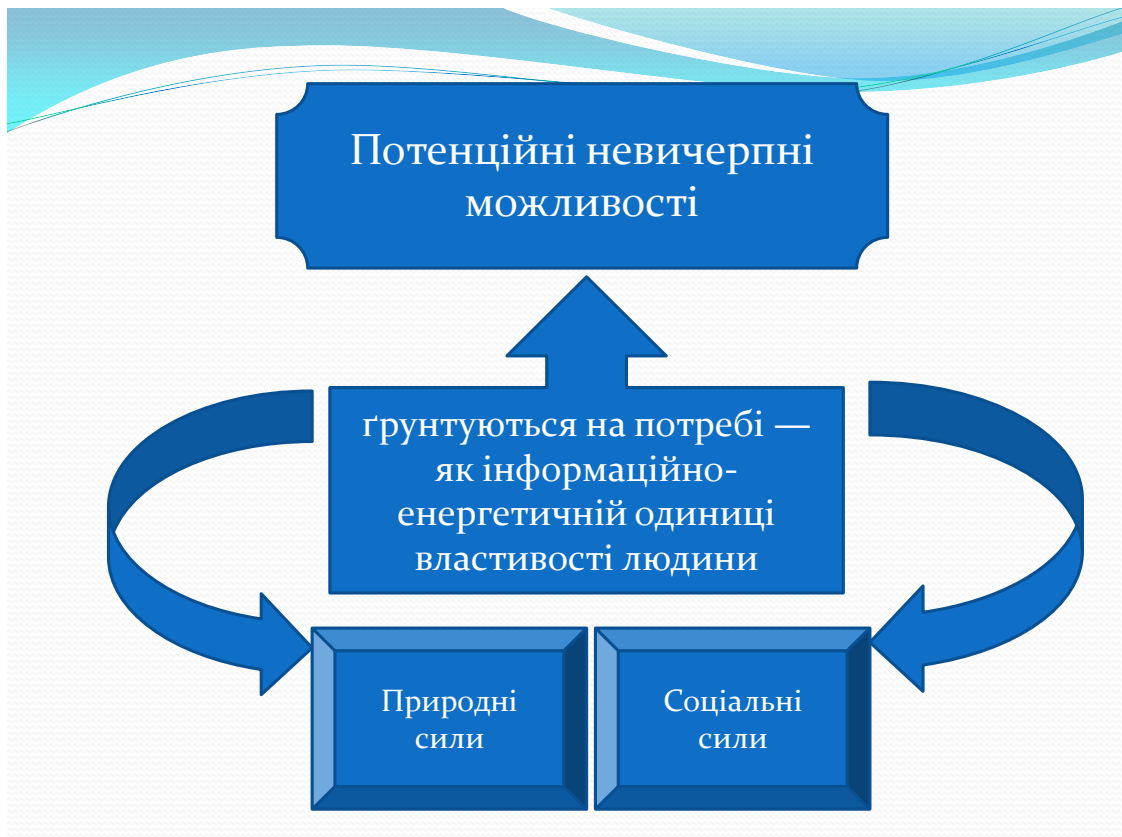 Потенційні невичерпні
можливості
ґрунтуються на потребі —
як інформаційно-
енергетичній одиниці
властивості людини
Природні
сили
Соціальні
сили